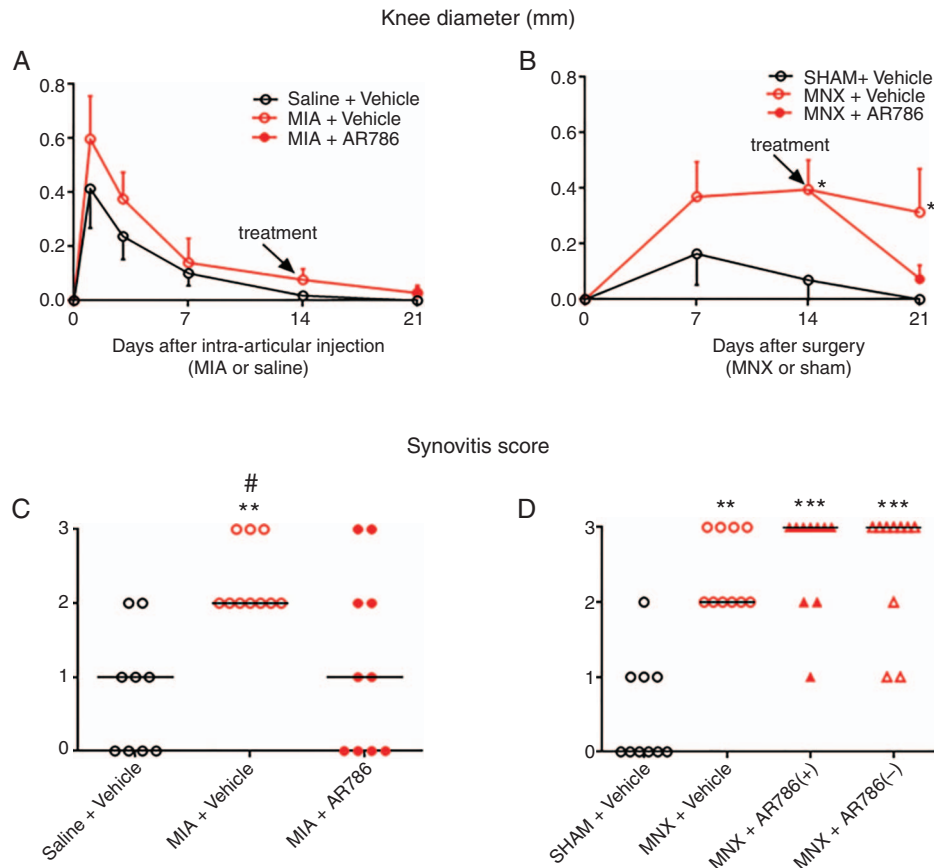 Knee diameter (mm)
A
0.8
0.6
0.4
0.2
0.0
Saline + Vehicle
MIA + Vehicle
MIA + AR786
treatment
0 7 14 21
Days after intra-articular injection
(MIA or saline)
B
0.8
0.6
0.4
0.2
0.0
SHAM+ Vehicle
MNX + Vehicle
MNX + AR786
treatment
*
*
0 7 14 21
Days after surgery
(MNX or sham)
Synovitis score
C
#
**
3
2
1
0
Saline + Vehicle
MIA + Vehicle
MIA + AR786
D
** *** ***
3
2
1
0
SHAM + Vehicle
MNX + Vehicle
MNX + AR786(+)
MNX + AR786(−)